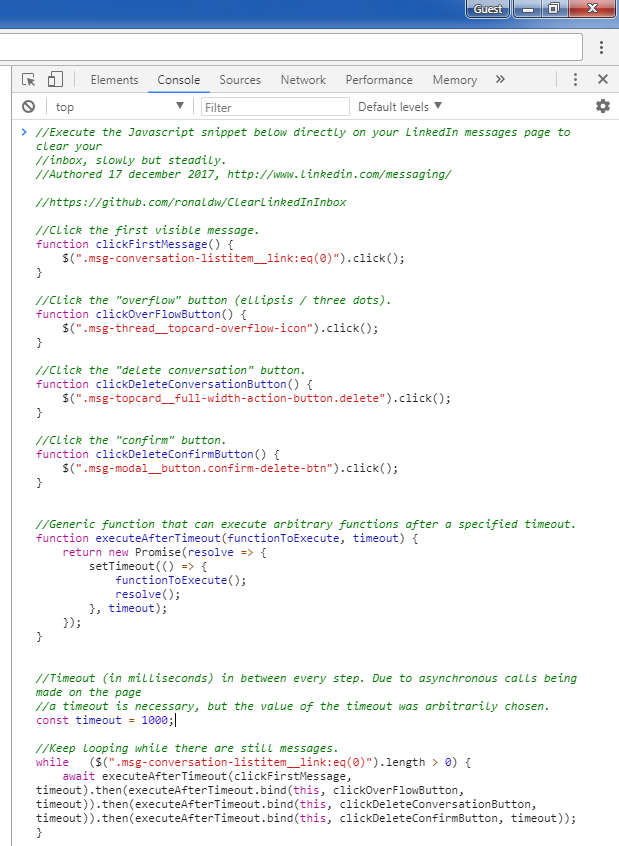 Guest
Elements Console Sources Network Performance Memory »
top Filter Default levels
//Execute the Javascript snippet below directly on your LinkedIn messages page to
clear your
//inbox, slowly but steadily.
//Authored 17 december 2017, http://www.linkedin.com/messaging/
//https://github.com/ronaldw/ClearLinkedInInbox
//Click the first visible message.
function clickFirstMessage() {
    $(".msg-conversation-listitem__link:eq(0)").click();
}
//Click the "overflow" button (ellipsis / three dots).
function clickOverFlowButton() {
    $(".msg-thread__topcard-overflow-icon").click();
}
//Click the "delete conversation" button.
function clickDeleteConversationButton() {
    $(".msg-topcard__full-width-action-button.delete").click();
}
//Click the "confirm" button.
function clickDeleteConfirmButton() {
    $(".msg-modal__button.confirm-delete-btn").click();
}
//Generic function that can execute arbitrary functions after a specified timeout.
function executeAfterTimeout(functionToExecute, timeout) {
    return new Promise(resolve => {
        setTimeout(() => {
            functionToExecute();
            resolve();
        }, timeout);
    });
}
//Timeout (in milliseconds) in between every step. Due to asynchronous calls being
made on the page
//a timeout is necessary, but the value of the timeout was arbitrarily chosen.
const timeout = 1000;
//Keep looping while there are still messages.
while   ($(".msg-conversation-listitem__link:eq(0)").length > 0) {
    await executeAfterTimeout(clickFirstMessage,
timeout).then(executeAfterTimeout.bind(this, clickOverFlowButton,
timeout)).then(executeAfterTimeout.bind(this, clickDeleteConversationButton,
timeout)).then(executeAfterTimeout.bind(this, clickDeleteConfirmButton, timeout));
}